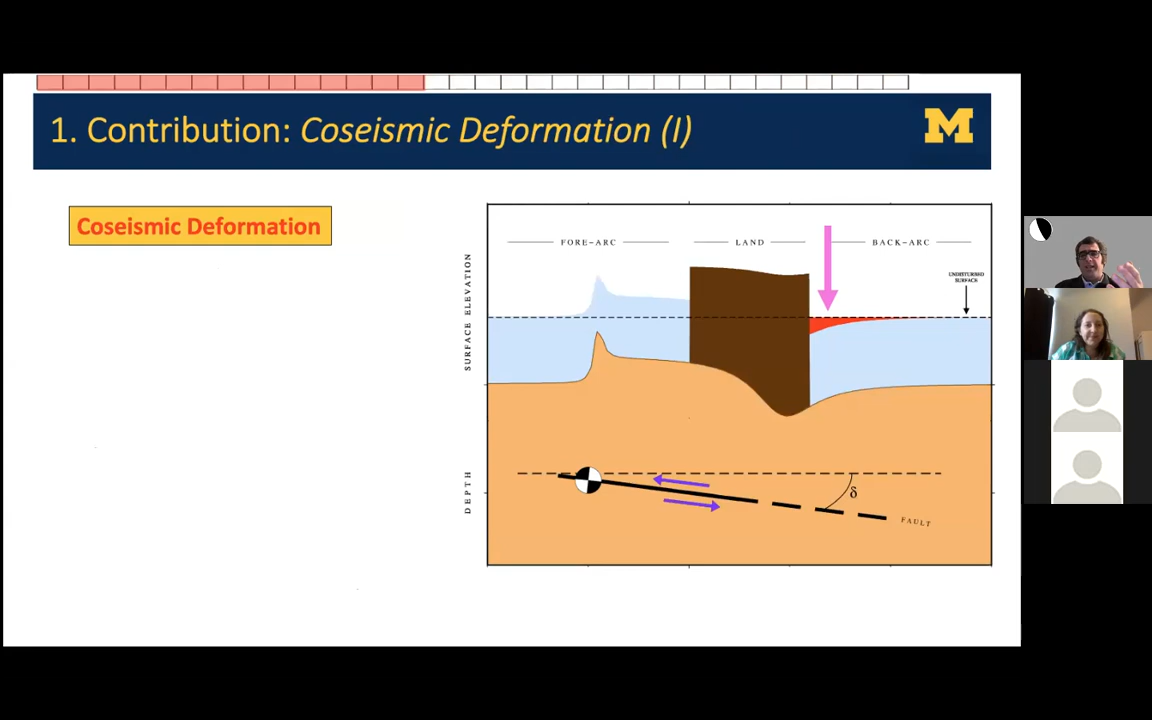 1. Contribution: Coseismic Deformation (I)
M
Coseismic Deformation
FORE-ARC
LAND
BACK-ARC
UNDISTURBED
SURFACE
SURFACE ELEVATION
DEPTH
δ
FAULT